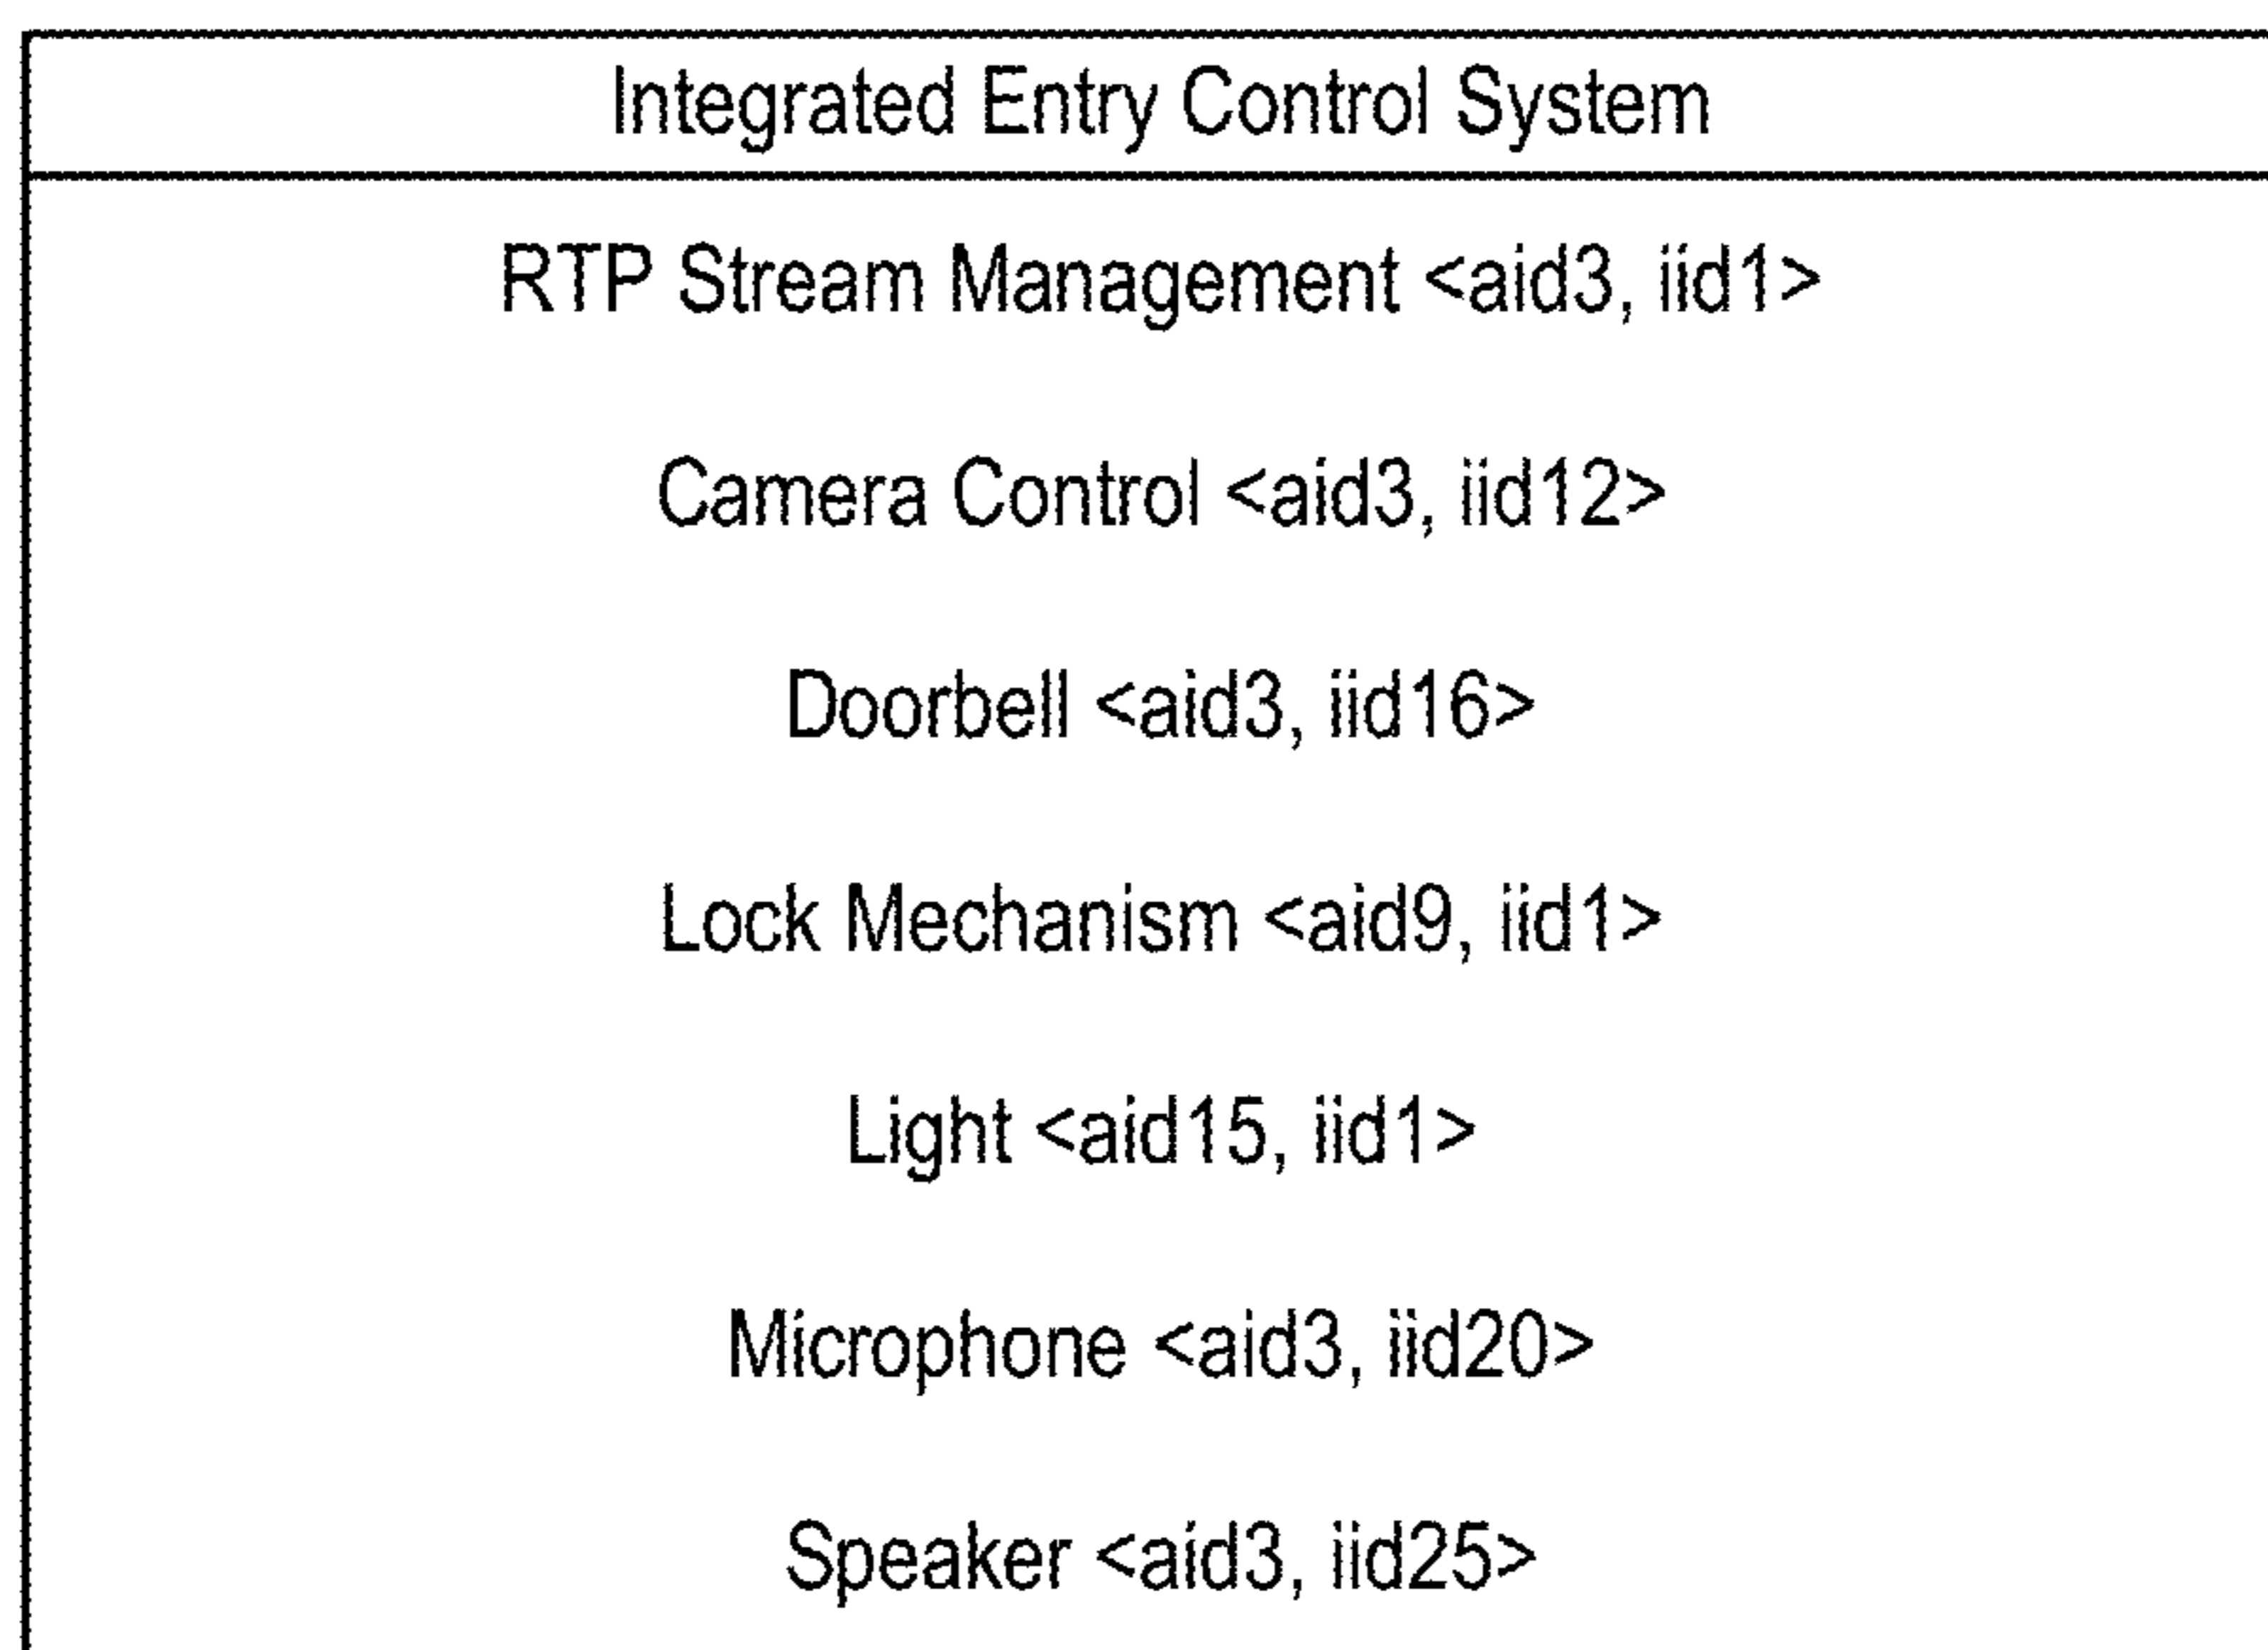 Integrated Entry Control System
RTP Stream Management <aid3, iid1>
Camera Control <aid3, iid12>
Doorbell <aid3, iid16>
Lock Mechanism <aid9, iid1>
Light <aid15, iid1>
Microphone <aid3, iid20>
Speaker <aid3, iid25>